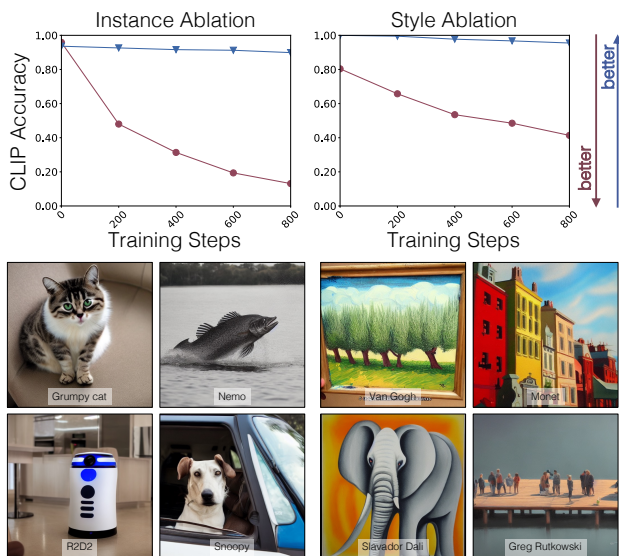 Instance Ablation
Style Ablation
CLIP Accuracy
1.00
0.80
0.60
0.40
0.20
0.00
0
200
400
600
800
Training Steps
1.00
0.80
0.60
0.40
0.20
0.00
0
200
400
600
800
Training Steps
better
better
Grumpy cat
Nemo
Van Gogh
Monet
R2D2
Snoopy
Slavador Dali
Greg Rutkowski